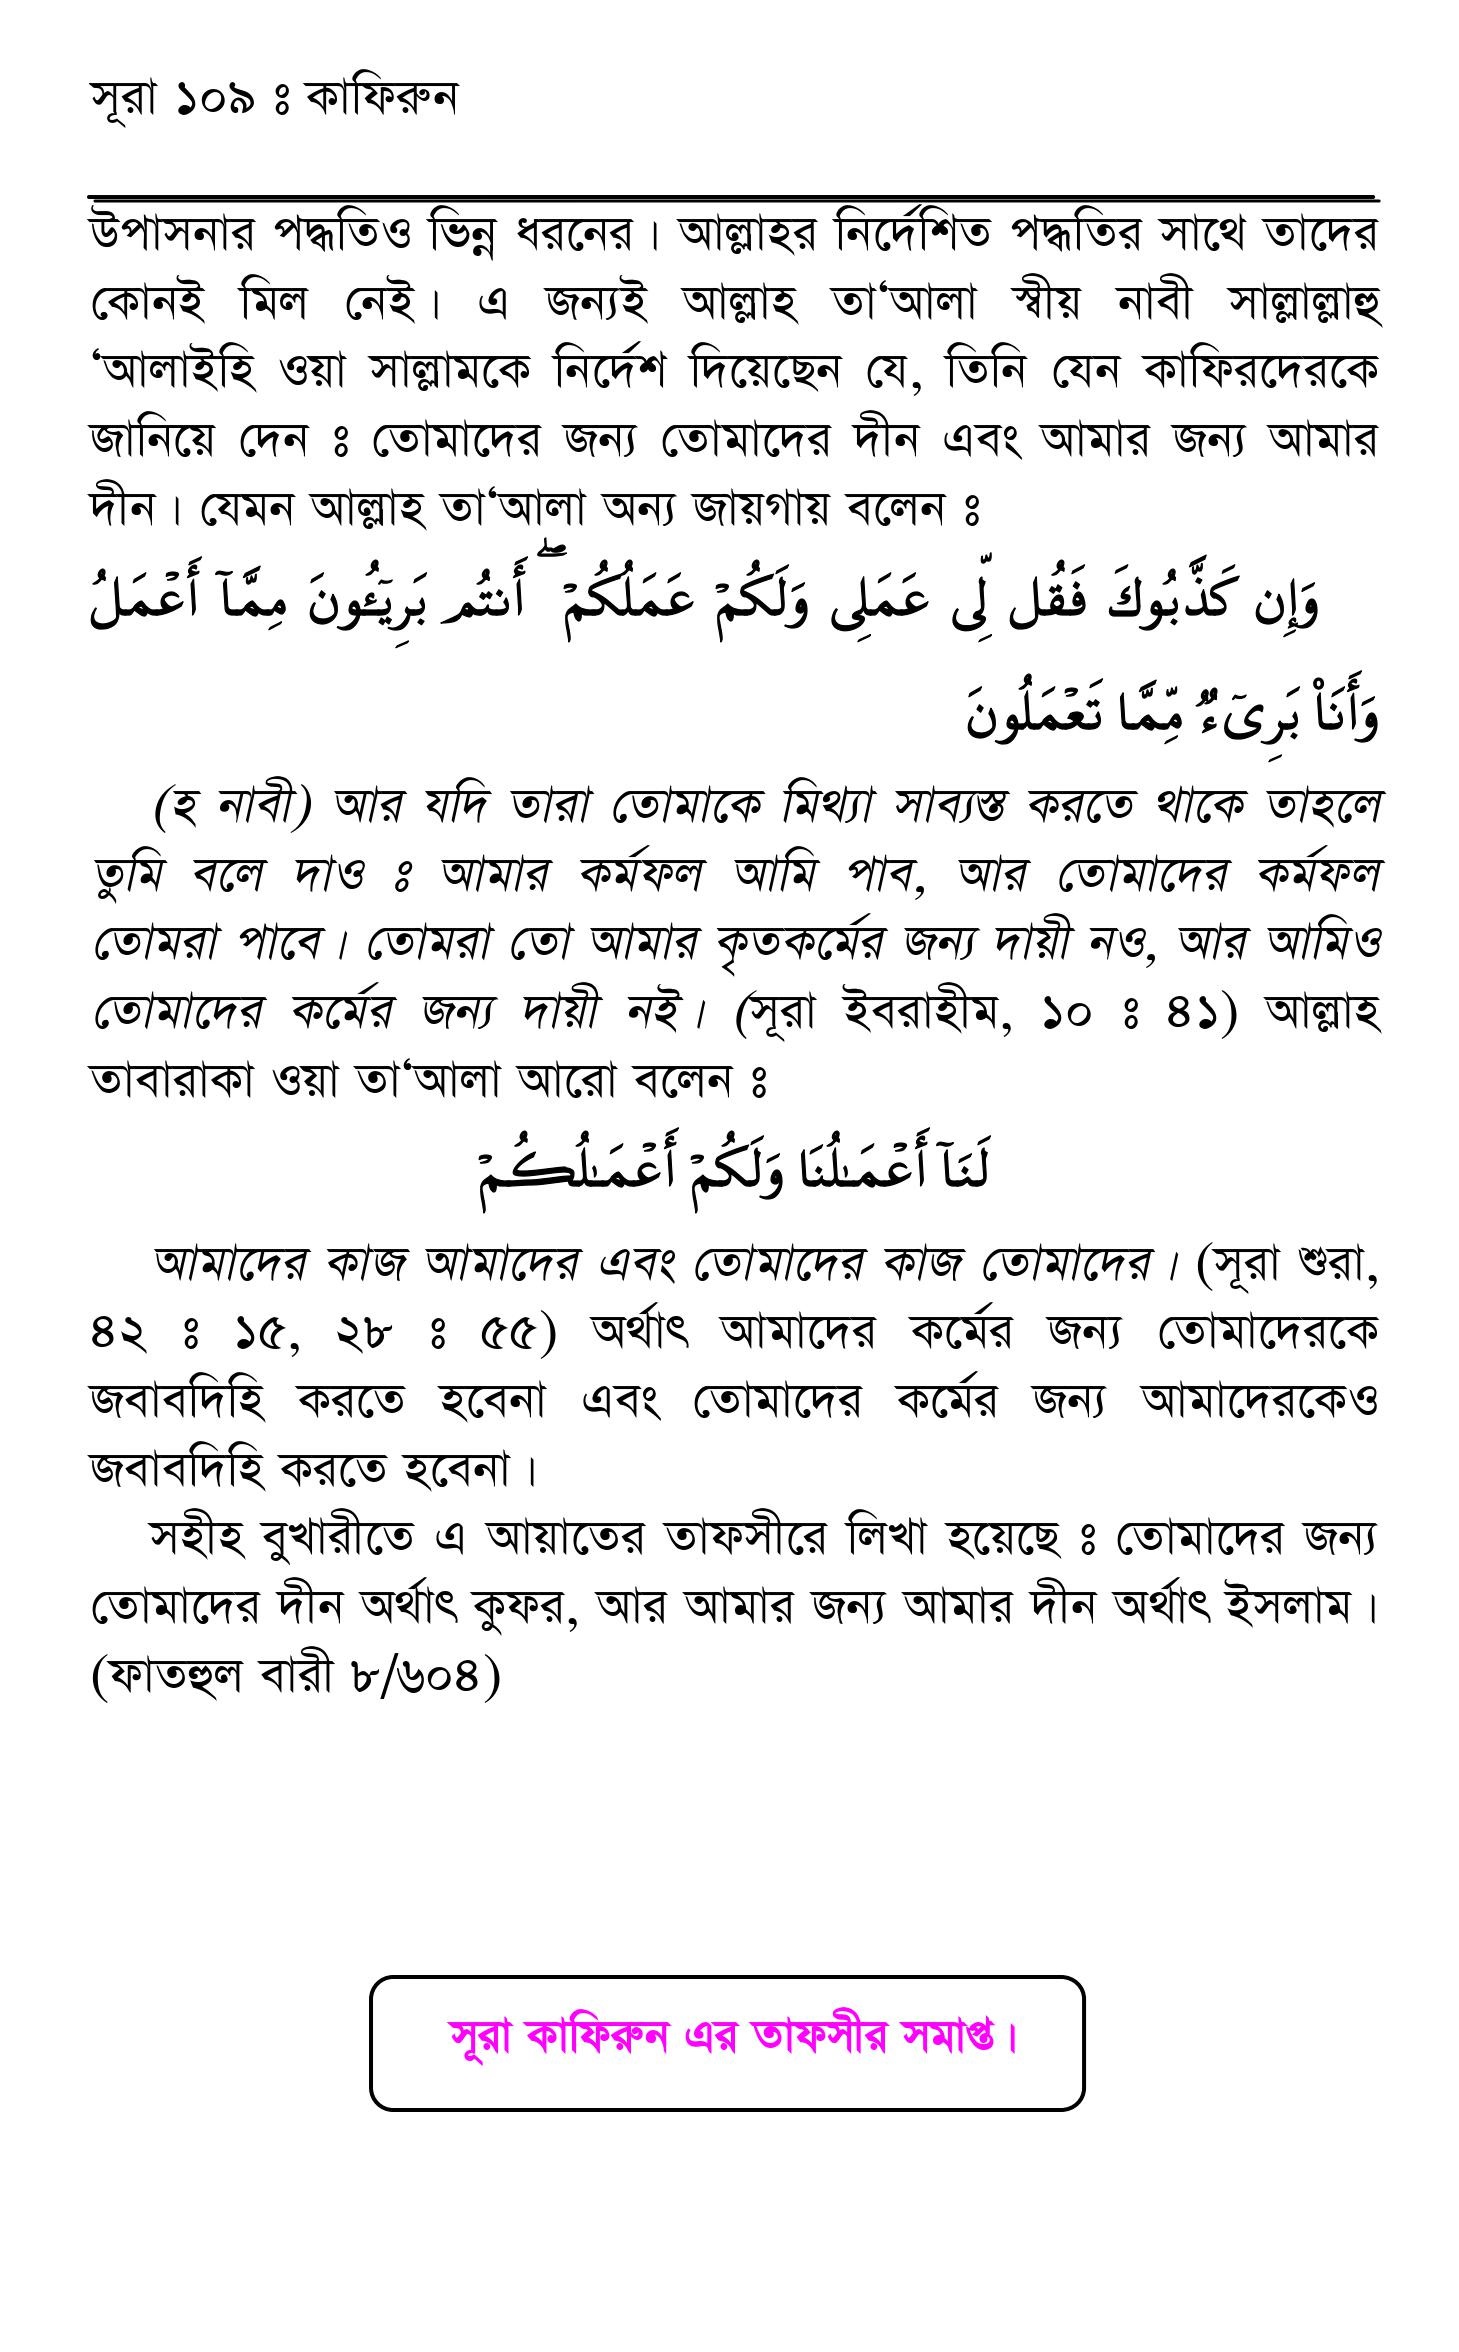 সূরা ১০৯ ঃ কাফিরুন
উপাসনার পদ্ধতিও ভিন্ন ধরনের। আল্লাহর নির্দেশিত পদ্ধতির সাথে তাদের
কোনই মিল নেই। এ জন্যই আল্লাহ তা‘আলা স্বীয় নাবী সাল্লাল্লাহু
‘আলাইহি ওয়া সাল্লামকে নির্দেশ দিয়েছেন যে, তিনি যেন কাফিরদেরকে
জানিয়ে দেন ঃ তোমাদের জন্য তোমাদের দীন এবং আমার জন্য আমার
দীন। যেমন আল্লাহ তা‘আলা অন্য জায়গায় বলেন ঃ
وَإِن كَذَّبُوكَ فَقُل لِّى عَمَلِى وَلَكُمْ عَمَلُكُمْ ۖ أَنتُم بَرِيٓـُٔونَ مِمَّآ أَعْمَلُ
وَأَنَا۠ بَرِىٓءٌ مِّمَّا تَعْمَلُونَ
(হ নাবী) আর যদি তারা তোমাকে মিথ্যা সাব্যস্ত করতে থাকে তাহলে
তুমি বলে দাও ঃ আমার কর্মফল আমি পাব, আর তোমাদের কর্মফল
তোমরা পাবে। তোমরা তো আমার কৃতকর্মের জন্য দায়ী নও, আর আমিও
তোমাদের কর্মের জন্য দায়ী নই। (সূরা ইবরাহীম, ১০ ঃ ৪১) আল্লাহ
তাবারাকা ওয়া তা‘আলা আরো বলেন ঃ
لَنَآ أَعْمَـٰلُنَا وَلَكُمْ أَعْمَـٰلُكُمْ
আমাদের কাজ আমাদের এবং তোমাদের কাজ তোমাদের। (সূরা শুরা,
৪২ ঃ ১৫, ২৮ ঃ ৫৫) অর্থাৎ আমাদের কর্মের জন্য তোমাদেরকে
জবাবদিহি করতে হবেনা এবং তোমাদের কর্মের জন্য আমাদেরকেও
জবাবদিহি করতে হবেনা।
সহীহ বুখারীতে এ আয়াতের তাফসীরে লিখা হয়েছে ঃ তোমাদের জন্য
তোমাদের দীন অর্থাৎ কুফর, আর আমার জন্য আমার দীন অর্থাৎ ইসলাম।
(ফাতহুল বারী ৮/৬০৪)
সূরা কাফিরুন এর তাফসীর সমাপ্ত।